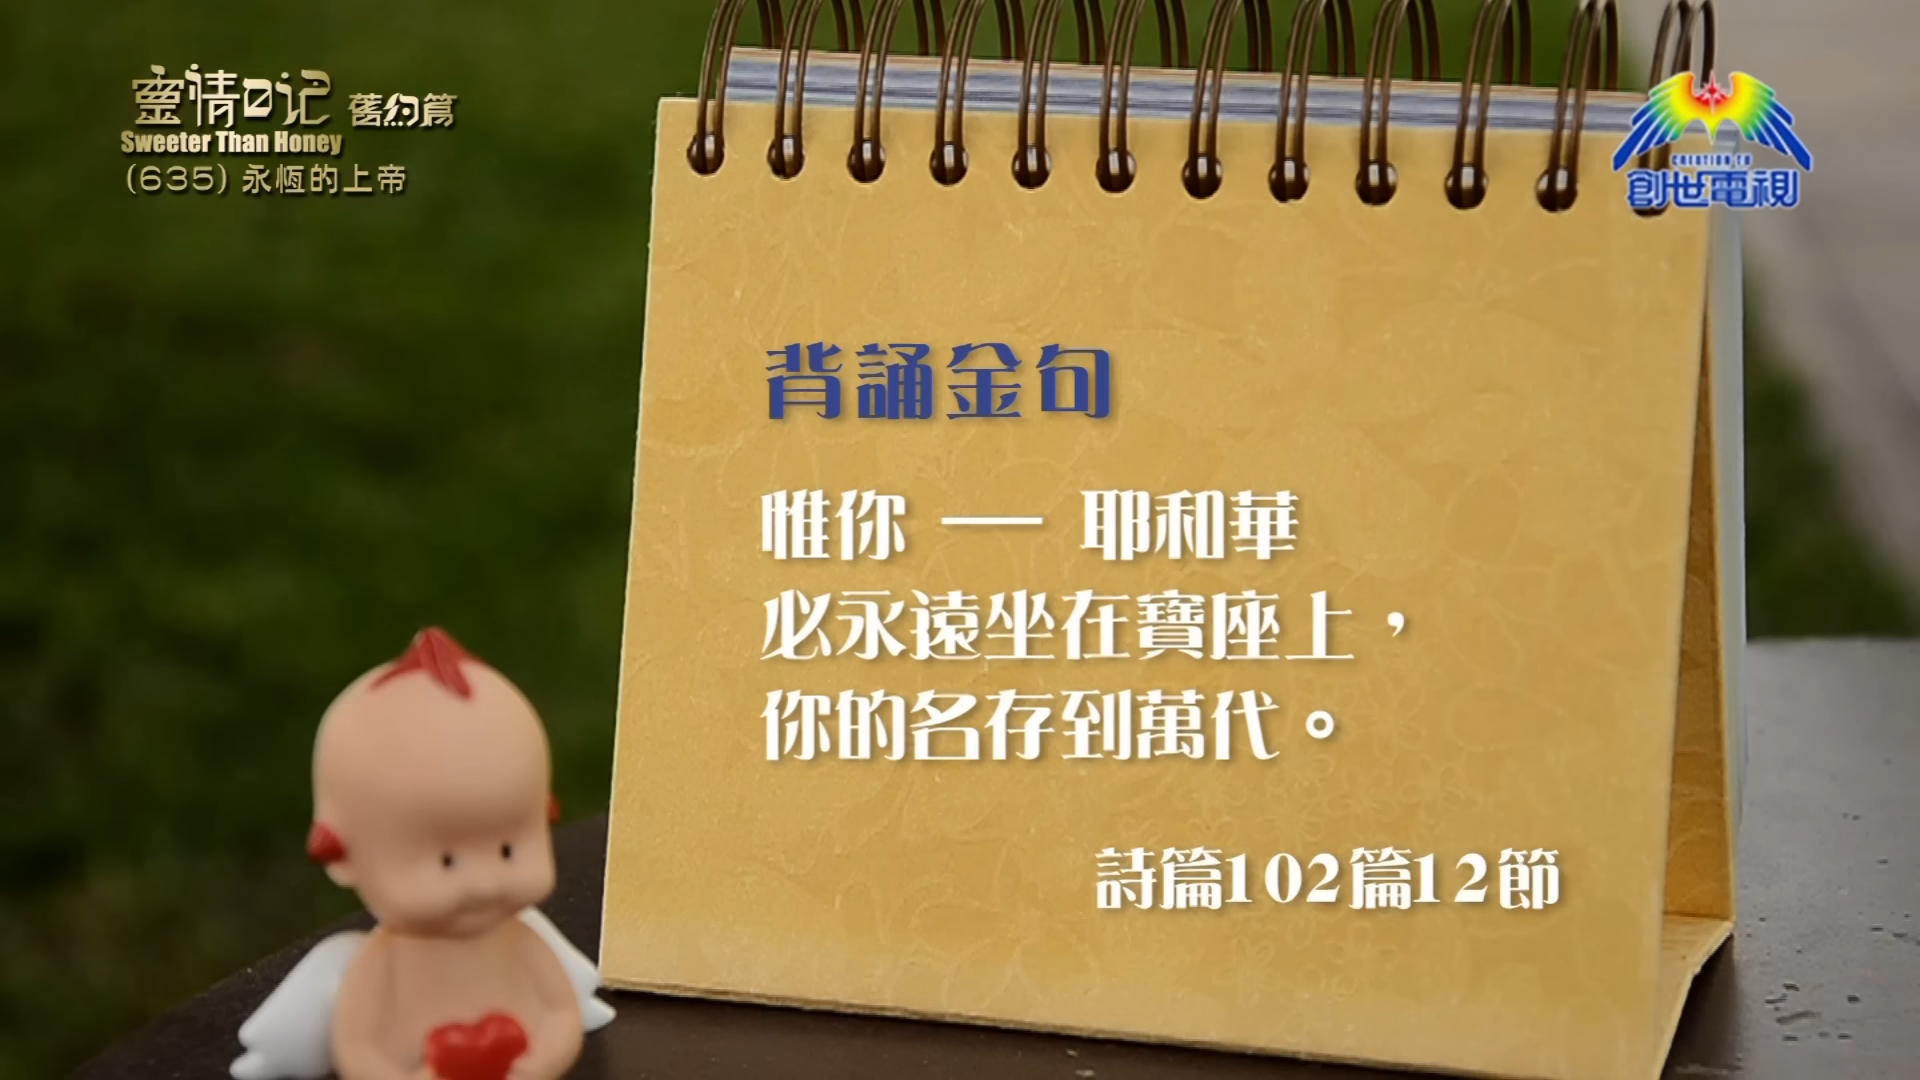 靈情日记 舊約篇
Sweeter Than Honey
(635) 永恆的上帝
CREATION TV
創世電視
背誦金句
惟你 — 耶和華
必永遠坐在寶座上，
你的名存到萬代。
詩篇102篇12節